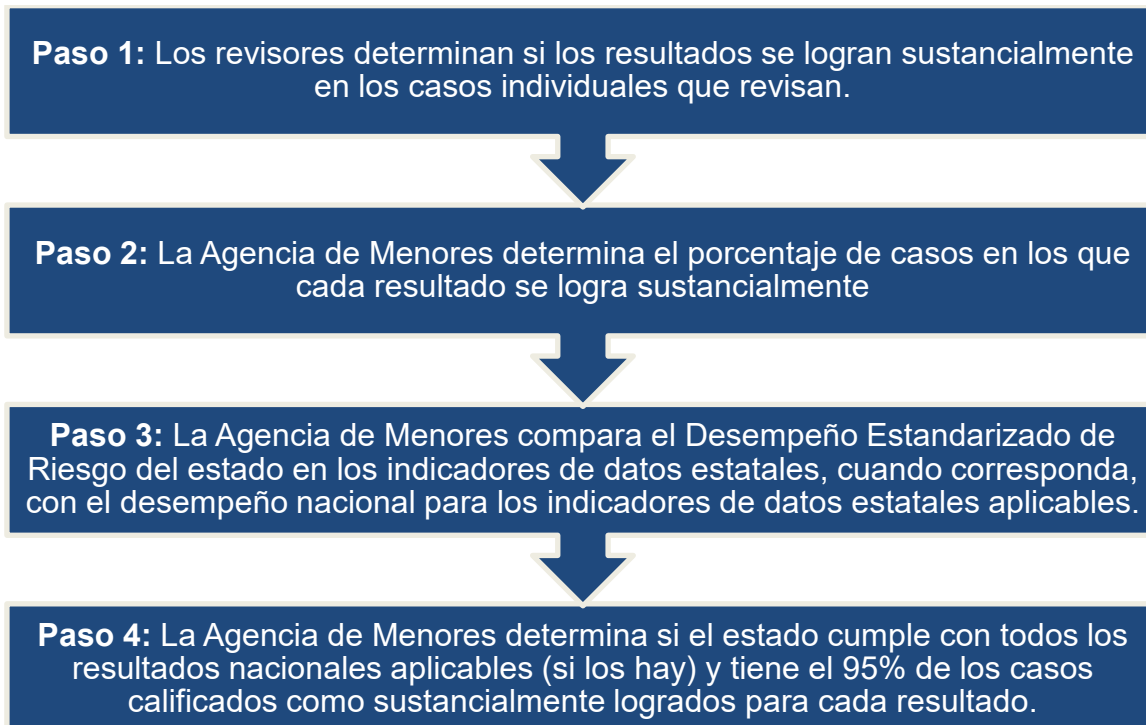 Paso 1: Los revisores determinan si los resultados se logran sustancialmente
en los casos individuales que revisan.
Paso 2: La Agencia de Menores determina el porcentaje de casos en los que
cada resultado se logra sustancialmente
Paso 3: La Agencia de Menores compara el Desempeño Estandarizado de
Riesgo del estado en los indicadores de datos estatales, cuando corresponda,
con el desempeño nacional para los indicadores de datos estatales aplicables.
Paso 4: La Agencia de Menores determina si el estado cumple con todos los
resultados nacionales aplicables (si los hay) y tiene el 95% de los casos
calificados como sustancialmente logrados para cada resultado.